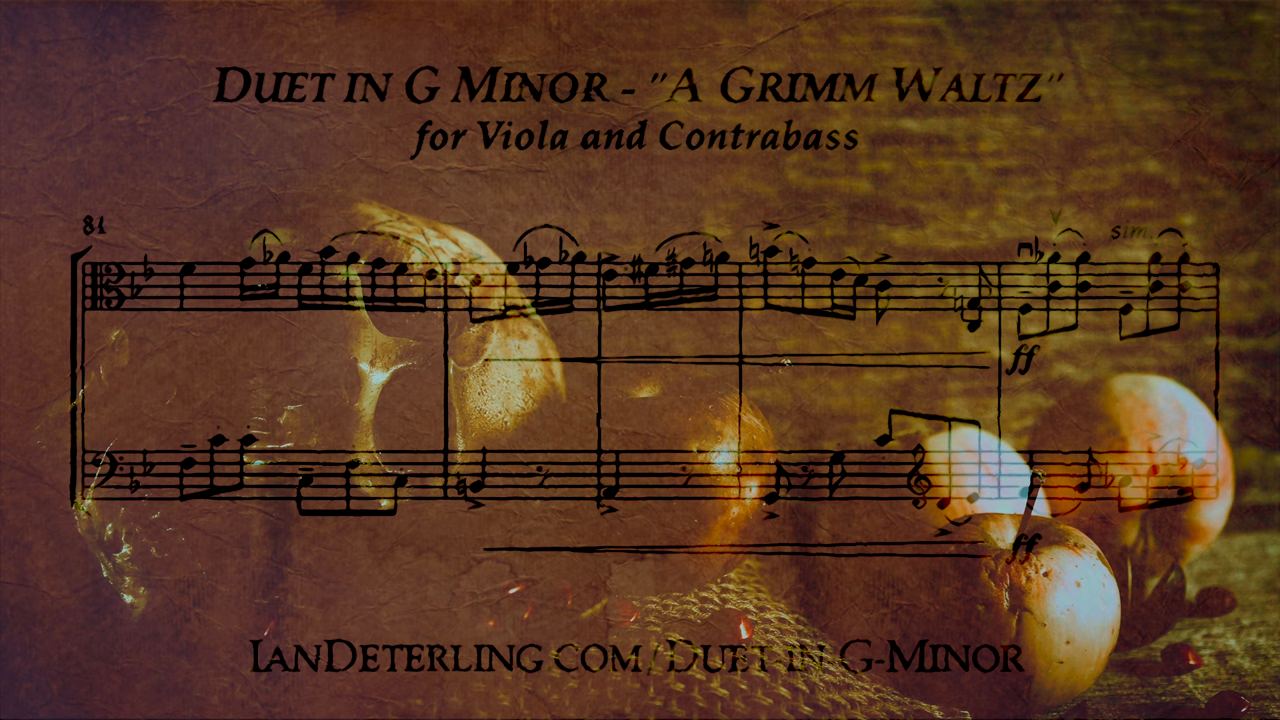 DUET IN G MINOR - "A GRIMM WALTZ"
for Viola and Contrabass
81
sim.
ff
ff
IANDETERLING.COM/DUET-IN-G-MINOR